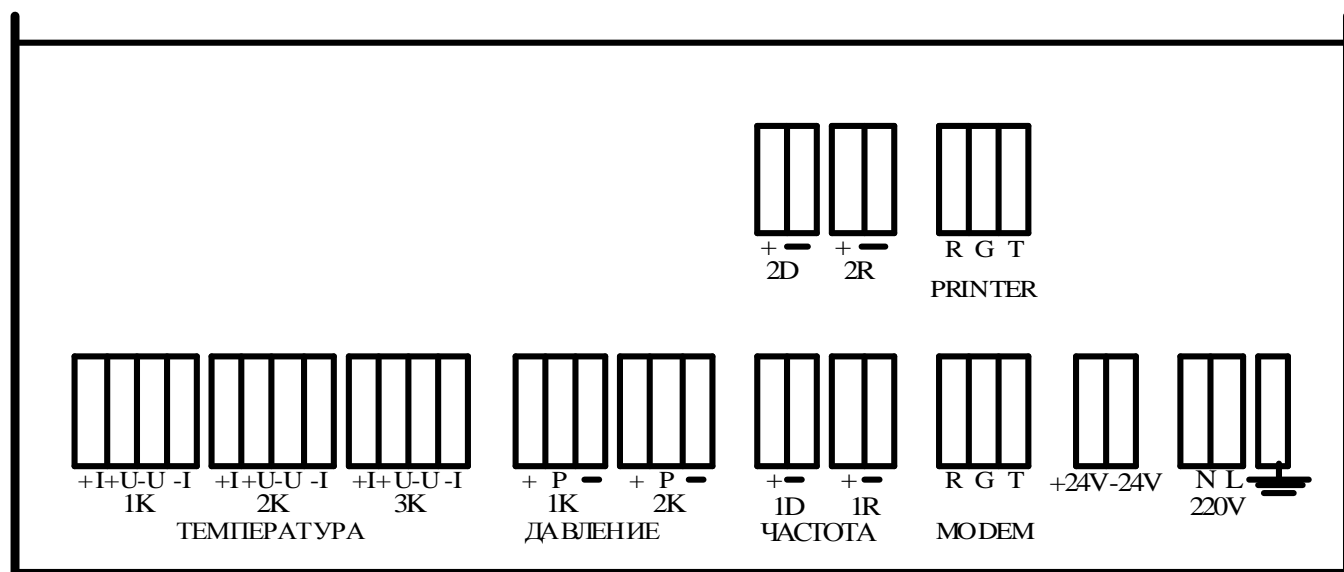 + − + − R G T
2D 2R
PRINTER
+I+U-U -I +I+U-U -I +I+U-U -I + P − + P − + − + − R G T +24V-24V N L
1K 2K 3K 1K 2K 1D 1R 220V
ТЕМПЕРАТУРА ДАВЛЕНИЕ ЧАСТОТА MODEM